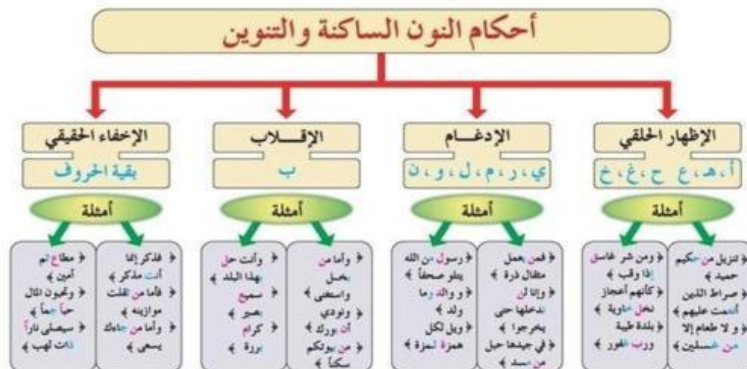 أحكام النون الساكنة والتنوين
الإظهار الحلقي
أ، هـ، ع ح، غ، خ
أمثلة
﴿ تنزيل من حكيم
حميد ﴾
﴿ صراط الذين
أنعمت عليهم ﴾
﴿ ولا طعام إلا
من غسلين ﴾
﴿ ومن شر غاسق
إذا وقب ﴾
﴿ كأنهم أعجاز
نخل خاوية ﴾
﴿ بلدة طيبة
ورب غفور ﴾
الإدغام
ي، ر، م، ل، و، ن
أمثلة
﴿ فمن يعمل
مثقال ذرة ﴾
﴿ وإنا لن
ندخلها حتى
يخرجوا ﴾
﴿ في جيدها حبل
من مسد ﴾
﴿ رسول من الله
يتلو صحفاً ﴾
﴿ و والد وما
ولد ﴾
﴿ ويل لكل
همزة لمزة ﴾
الإقـلاب
ب
أمثلة
﴿ وأما من
بخل
واستغنى ﴾
﴿ ونودي
أن بورك ﴾
﴿ من بيوتكم
سكناً ﴾
﴿ وأنت حل
بهذا البلد ﴾
﴿ سميع
بصير ﴾
﴿ كرام
بررة ﴾
الإخفاء الحقيقي
بقية الحروف
أمثلة
﴿ فذكر إنما
أنت مذكر ﴾
﴿ فأما من ثقلت
موازينه ﴾
﴿ وأما من جاءك
يسعى ﴾
﴿ مطاع ثم
أمين ﴾
﴿ وتحبون المال
حباً جماً ﴾
﴿ سيصلى ناراً
ذات لهب ﴾